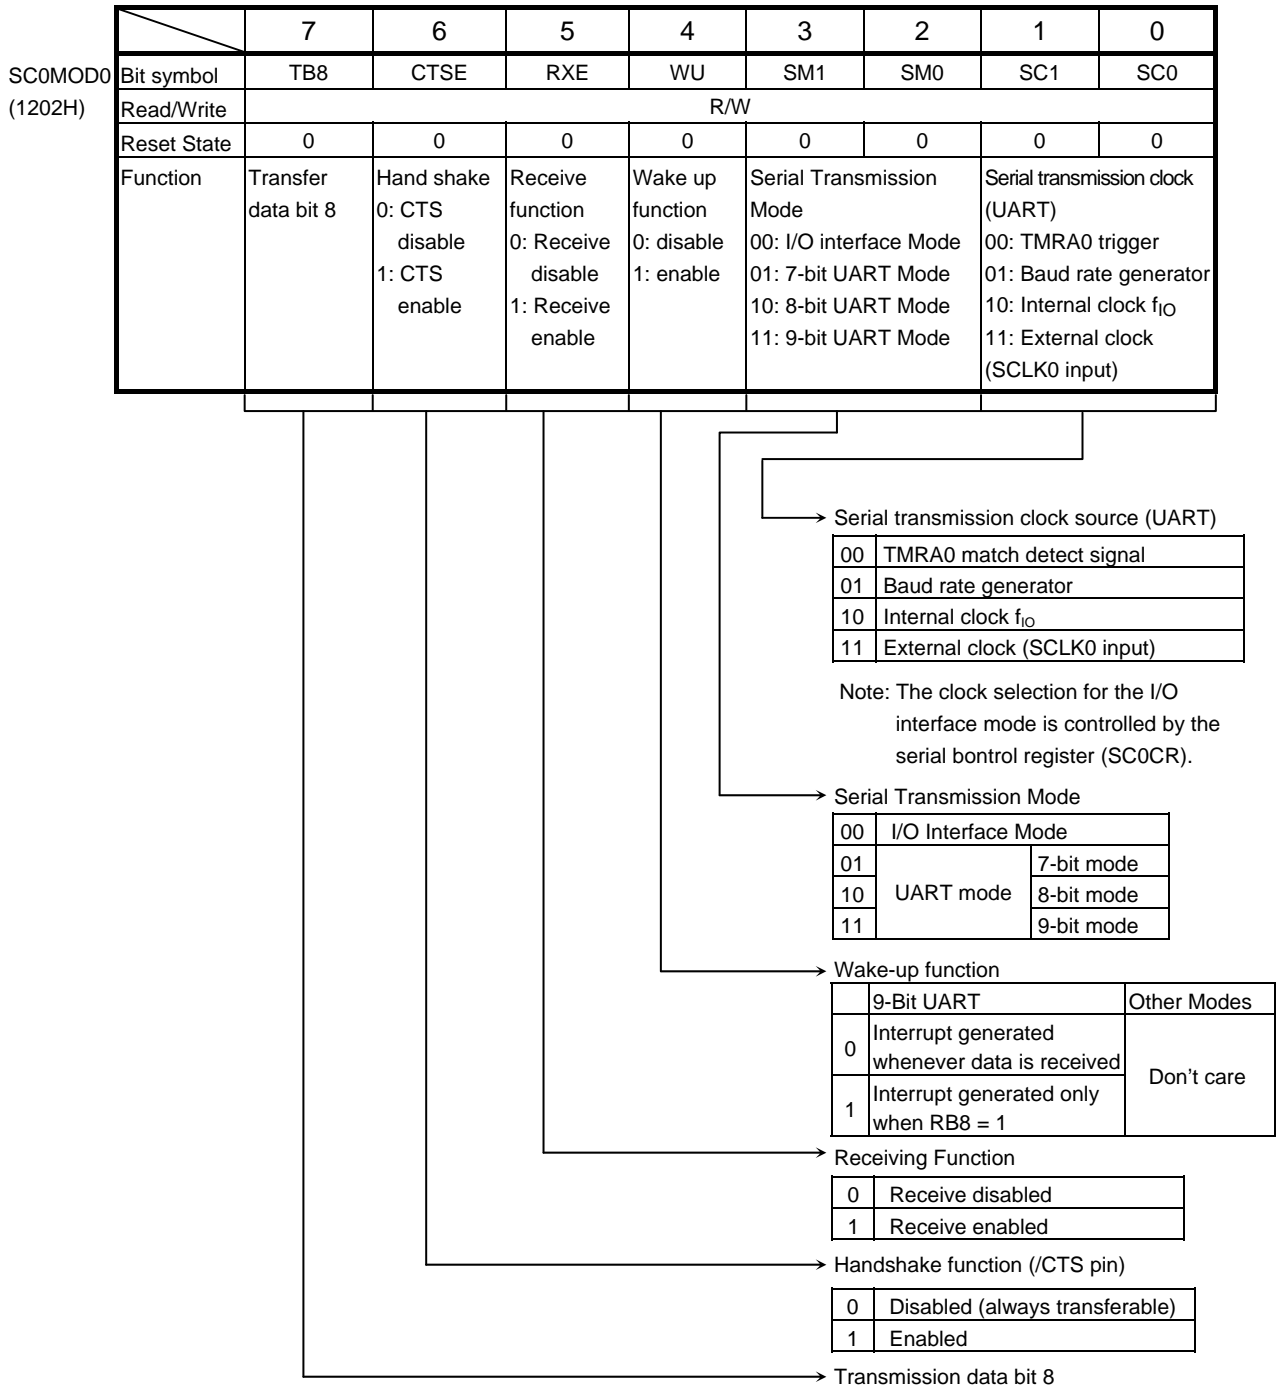 7 6 5 4 3 2 1 0
SC0MOD0 Bit symbol TB8 CTSE RXE WU SM1 SM0 SC1 SC0
(1202H) Read/Write R/W
Reset State 0 0 0 0 0 0 0 0
Function Transfer Hand shake Receive Wake up Serial Transmission Serial transmission clock
data bit 8 0: CTS function function Mode (UART)
disable 0: Receive 0: disable 00: I/O interface Mode 00: TMRA0 trigger
1: CTS disable 1: enable 01: 7-bit UART Mode 01: Baud rate generator
enable 1: Receive 10: 8-bit UART Mode 10: Internal clock fIO
enable 11: 9-bit UART Mode 11: External clock
(SCLK0 input)
Serial transmission clock source (UART)
00 TMRA0 match detect signal
01 Baud rate generator
10 Internal clock fIO
11 External clock (SCLK0 input)
Note: The clock selection for the I/O
interface mode is controlled by the
serial bontrol register (SC0CR).
Serial Transmission Mode
00 I/O Interface Mode
01 7-bit mode
10 UART mode 8-bit mode
11 9-bit mode
Wake-up function
9-Bit UART Other Modes
0 Interrupt generated
whenever data is received
Don't care
1 Interrupt generated only
when RB8 = 1
Receiving Function
0 Receive disabled
1 Receive enabled
Handshake function (/CTS pin)
0 Disabled (always transferable)
1 Enabled
Transmission data bit 8